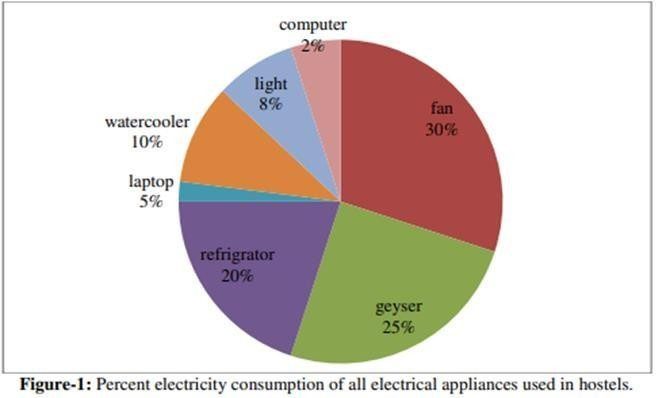 computer
2%
light
8%
fan
30%
watercooler
10%
laptop
5%
refrigrator
20%
geyser
25%
Figure-1: Percent electricity consumption of all electrical appliances used in hostels.